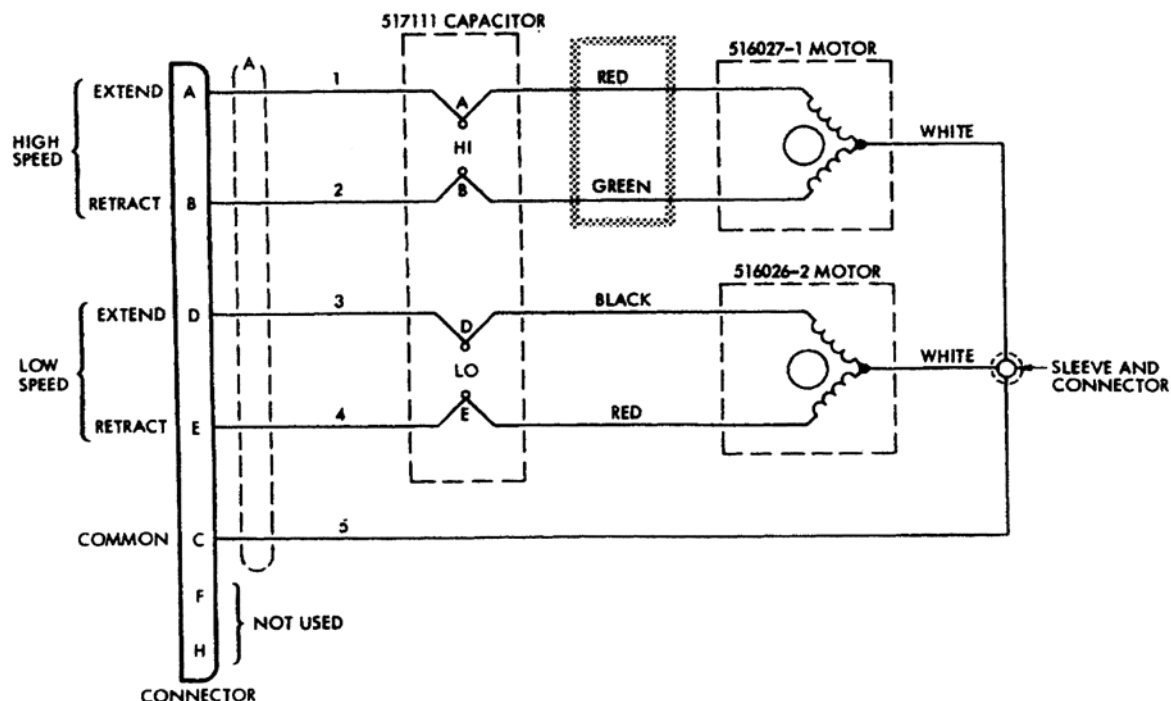 517111 CAPACITOR
516027-1 MOTOR
A
EXTEND
A
1
A
RED
HIGH
SPEED
HI
WHITE
RETRACT
B
2
B
GREEN
516026-2 MOTOR
EXTEND
D
3
D
BLACK
LOW
SPEED
LO
WHITE
SLEEVE AND
CONNECTOR
RETRACT
E
4
E
RED
COMMON
C
5
F
NOT USED
H
CONNECTOR